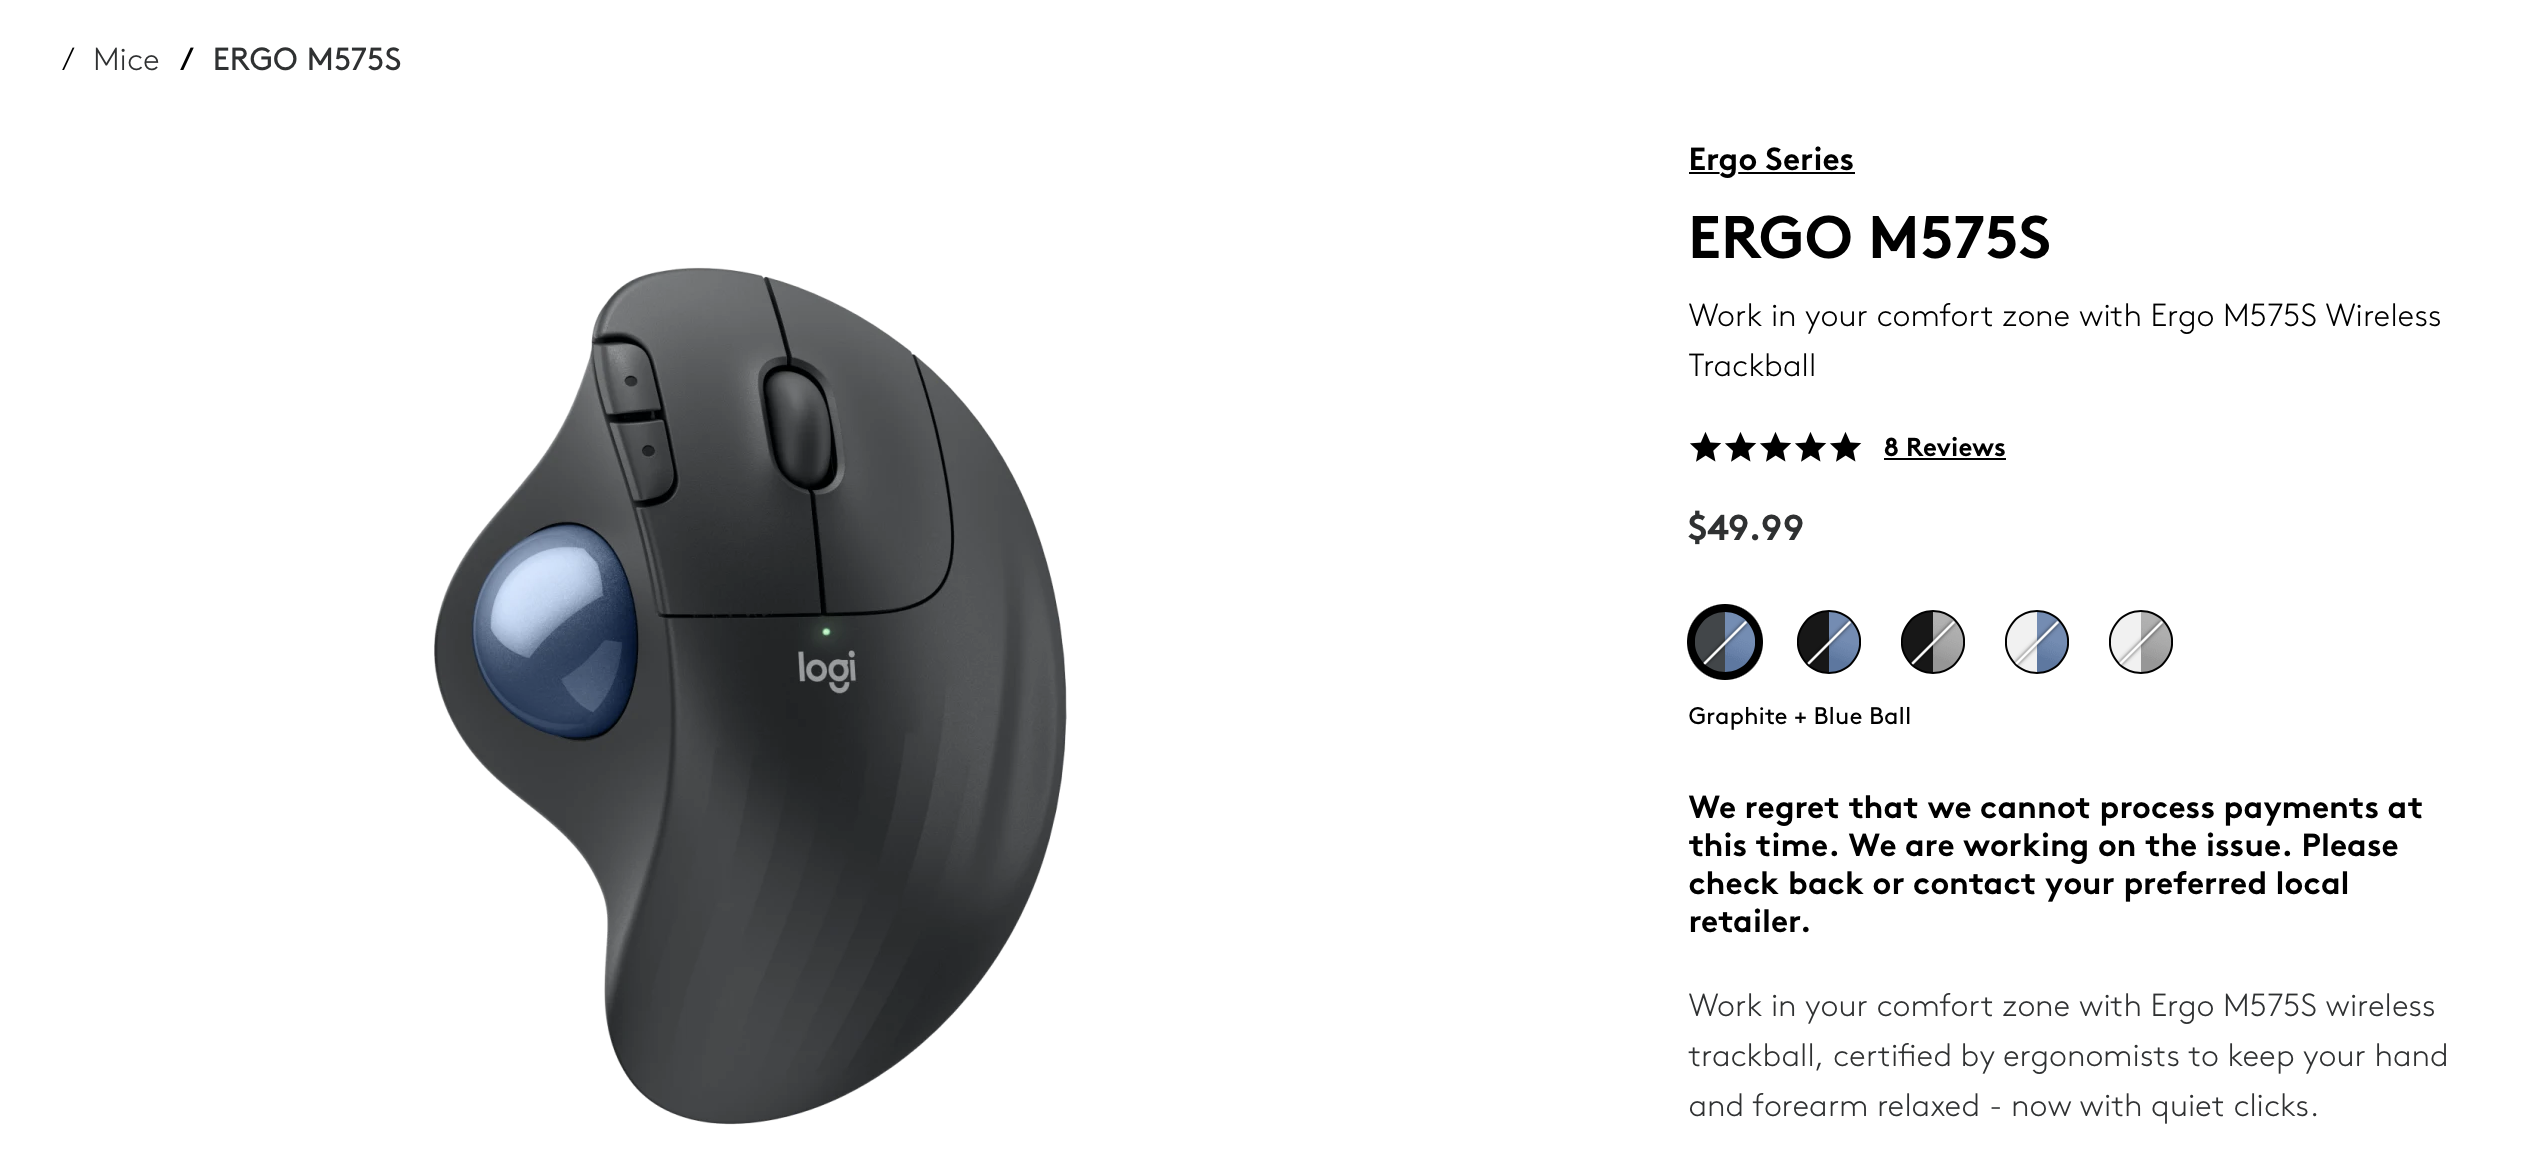 / Mice / ERGO M575S
Ergo Series
ERGO M575S
Work in your comfort zone with Ergo M575S Wireless
Trackball
8 Reviews
$49.99
logi
Graphite + Blue Ball
We regret that we cannot process payments at
this time. We are working on the issue. Please
check back or contact your preferred local
retailer.
Work in your comfort zone with Ergo M575S wireless
trackball, certified by ergonomists to keep your hand
and forearm relaxed - now with quiet clicks.